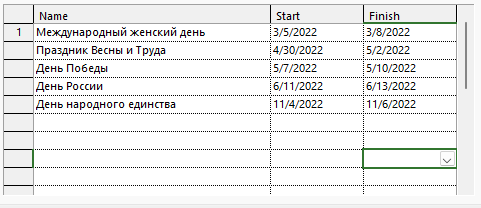 Name Start Finish
1 Международный женский день 3/5/2022 3/8/2022
Праздник Весны и Труда 4/30/2022 5/2/2022
День Победы 5/7/2022 5/10/2022
День России 6/11/2022 6/13/2022
День народного единства 11/4/2022 11/6/2022